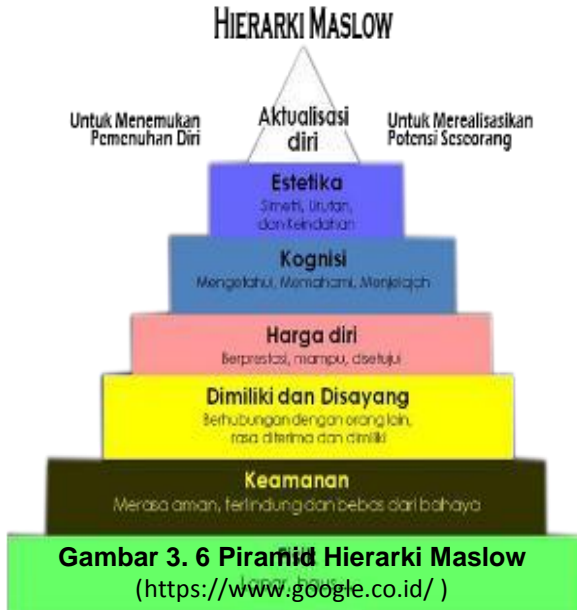 HIERARKI MASLOW
Untuk Menemukan
Pemenuhan Diri
Aktualisasi
diri
Untuk Merealisasikan
Potensi Seseorang
Estetika
Simetri, Urutan,
dan Keindahan
Kognisi
Mengetahui, Memahami, Menjelajah
Harga diri
Berprestasi, mampu, disetujui
Dimiliki dan Disayang
Berhubungan dengan orang lain,
rasa diterima dan dimiliki
Keamanan
Merasa aman, terlindung dan bebas dari bahaya
Gambar 3. 6 Piramid Hierarki Maslow
(https://www.google.co.id/ )
Lapar, haus